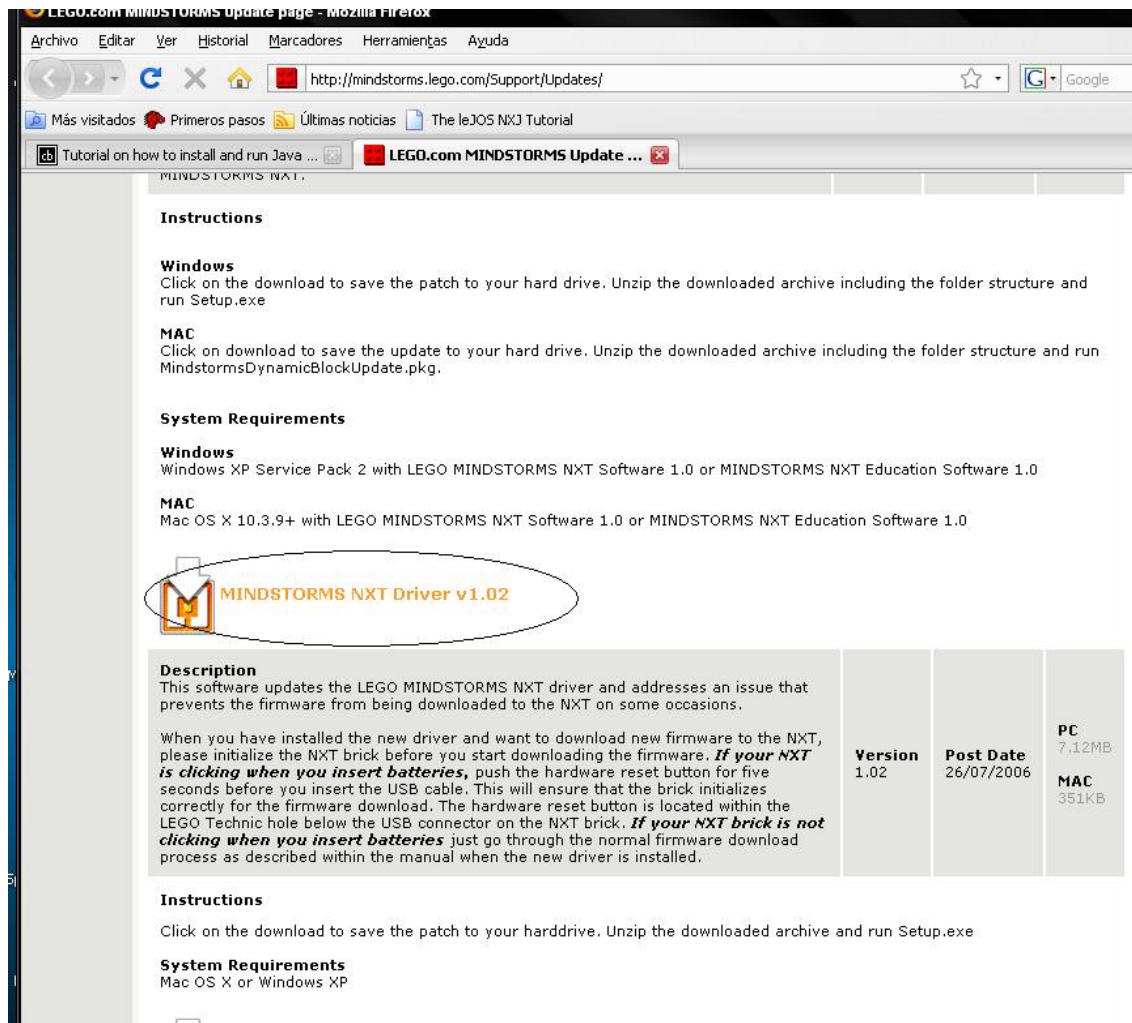 LEGO.com MINDSTORMS Update page - Mozilla Firefox
Archivo Editar Ver Historial Marcadores Herramientas Ayuda
http://mindstorms.lego.com/Support/Updates/ G Google
Más visitados Primeros pasos Últimas noticias The leJOS NXJ Tutorial
cb Tutorial on how to install and run Java ... LEGO.com MINDSTORMS Update ...
MINDSTORMS NXT.
Instructions
Windows
Click on the download to save the patch to your hard drive. Unzip the downloaded archive including the folder structure and
run Setup.exe
MAC
Click on download to save the update to your hard drive. Unzip the downloaded archive including the folder structure and run
MindstormsDynamicBlockUpdate.pkg.
System Requirements
Windows
Windows XP Service Pack 2 with LEGO MINDSTORMS NXT Software 1.0 or MINDSTORMS NXT Education Software 1.0
MAC
Mac OS X 10.3.9+ with LEGO MINDSTORMS NXT Software 1.0 or MINDSTORMS NXT Education Software 1.0
MINDSTORMS NXT Driver v1.02
Description
This software updates the LEGO MINDSTORMS NXT driver and addresses an issue that
prevents the firmware from being downloaded to the NXT on some occasions.
When you have installed the new driver and want to download new firmware to the NXT,
please initialize the NXT brick before you start downloading the firmware. If your NXT
is clicking when you insert batteries, push the hardware reset button for five
seconds before you insert the USB cable. This will ensure that the brick initializes
correctly for the firmware download. The hardware reset button is located within the
LEGO Technic hole below the USB connector on the NXT brick. If your NXT brick is not
clicking when you insert batteries just go through the normal firmware download
process as described within the manual when the new driver is installed.
Version
1.02
Post Date
26/07/2006
PC
7.12MB
MAC
351KB
Instructions
Click on the download to save the patch to your harddrive. Unzip the downloaded archive and run Setup.exe
System Requirements
Mac OS X or Windows XP